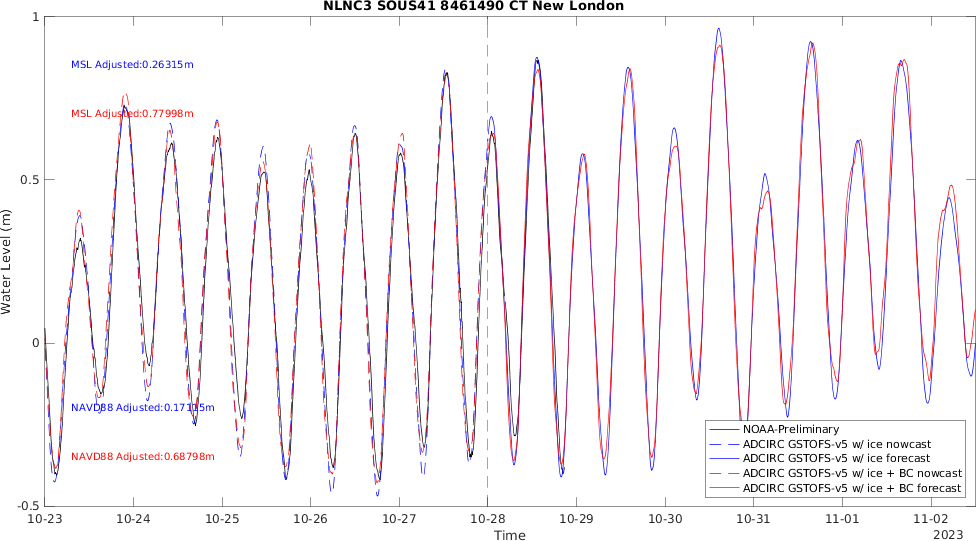 NLNC3 SOUS41 8461490 CT New London
1
0.5
0
-0.5
Water Level (m)
MSL Adjusted:0.26315m
MSL Adjusted:0.77998m
NAVD88 Adjusted:0.17115m
NAVD88 Adjusted:0.68798m
NOAA-Preliminary
ADCIRC GSTOFS-v5 w/ ice nowcast
ADCIRC GSTOFS-v5 w/ ice forecast
ADCIRC GSTOFS-v5 w/ ice + BC nowcast
ADCIRC GSTOFS-v5 w/ ice + BC forecast
10-23 10-24 10-25 10-26 10-27 10-28 10-29 10-30 10-31 11-01 11-02
Time
2023